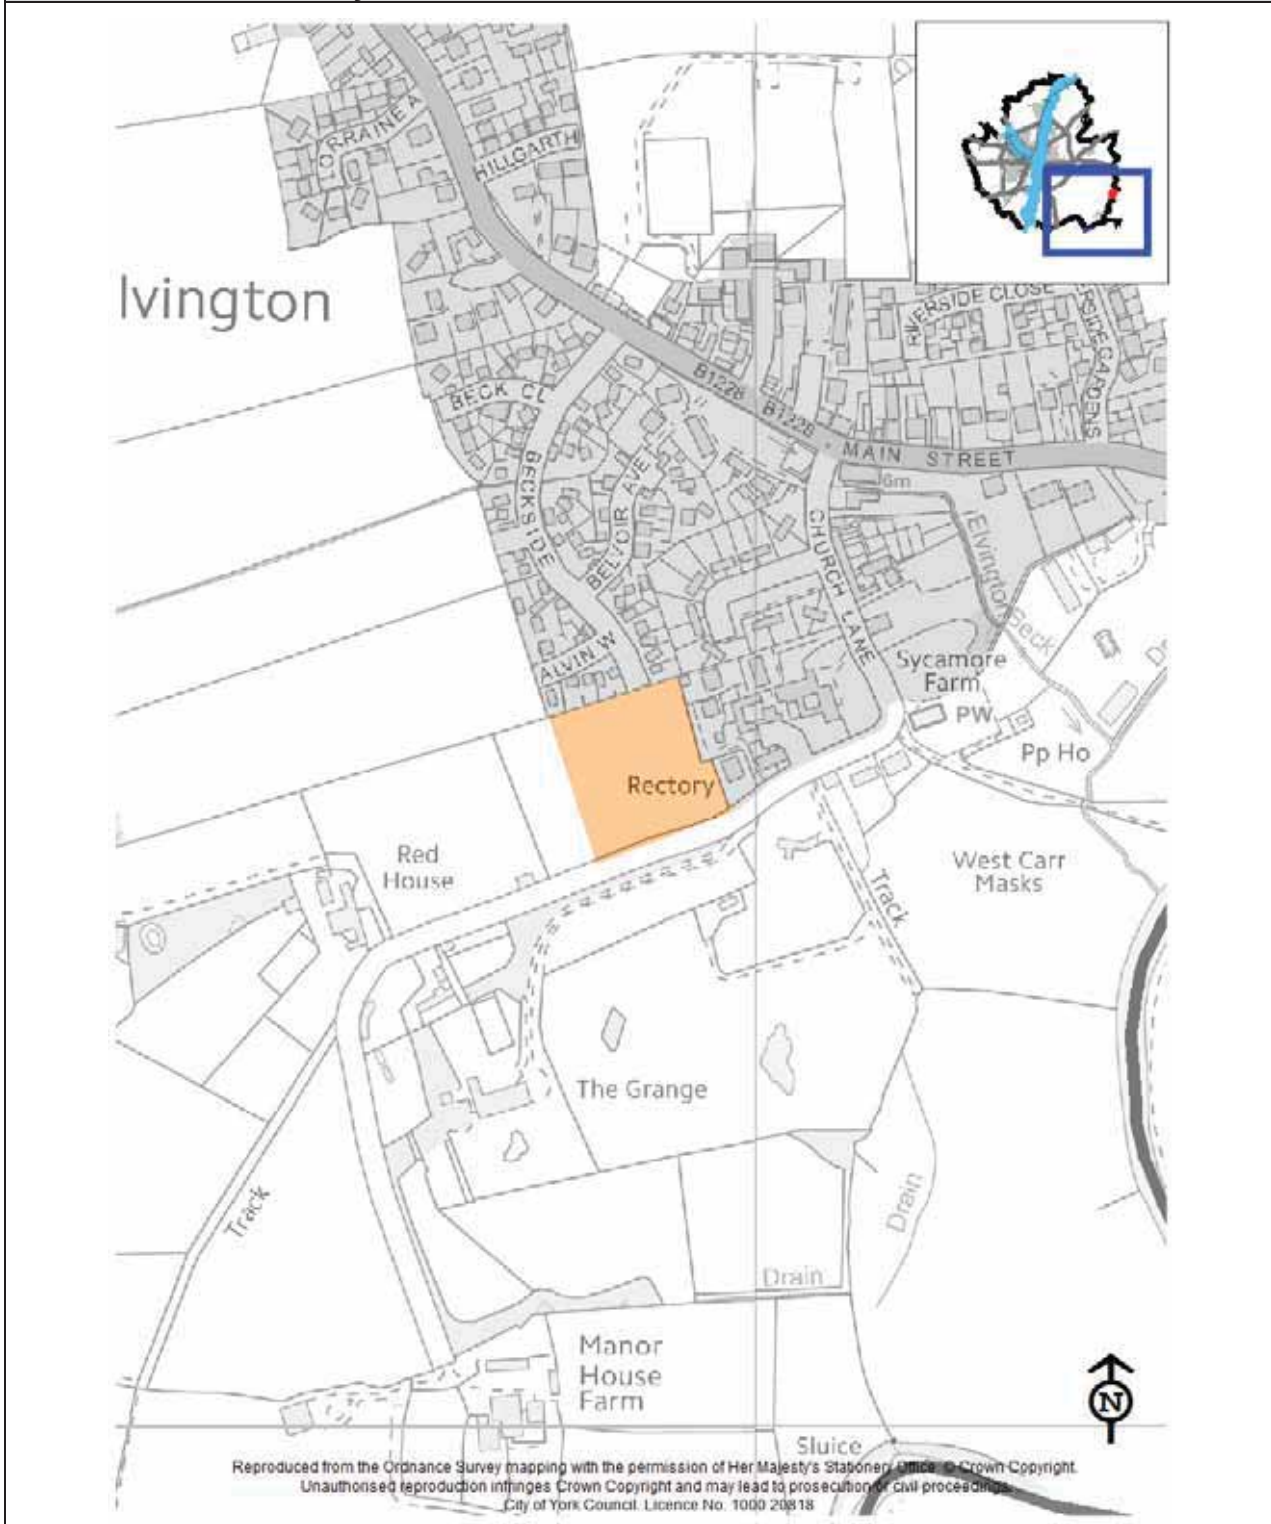 LORRAINE A
HILLGARTH
lvington
RIVERSIDE CLOSE
RSIDE GARDENS
BECK CL
B1228
B1228
MAIN STREET
6m
BECKSIDE
BELVOIR AVE
CHURCH LANE
Elvington Beck
ALVIN W
Sycamore
Farm
PW
Pp Ho
Rectory
Red
House
West Carr
Masks
Track
The Grange
Track
Drain
Drain
Manor
House
Farm
N
Sluice
Reproduced from the Ordnance Survey mapping with the permission of Her Majesty's Stationery Office. © Crown Copyright.
Unauthorised reproduction infringes Crown Copyright and may lead to prosecution or civil proceedings.
City of York Council. Licence No. 1000 20818